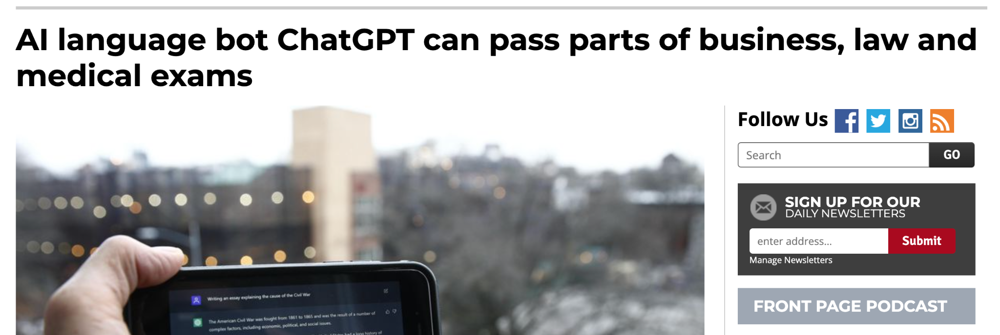 AI language bot ChatGPT can pass parts of business, law and
medical exams
Follow Us
Search
GO
SIGN UP FOR OUR
DAILY NEWSLETTERS
enter address...
Submit
Manage Newsletters
FRONT PAGE PODCAST
Writing an essay explaining the cause of the Civil War
The American Civil War was fought from 1861 to 1865 and was the result of a number of
complex factors, including economic, political, and social issues.
had a long history of